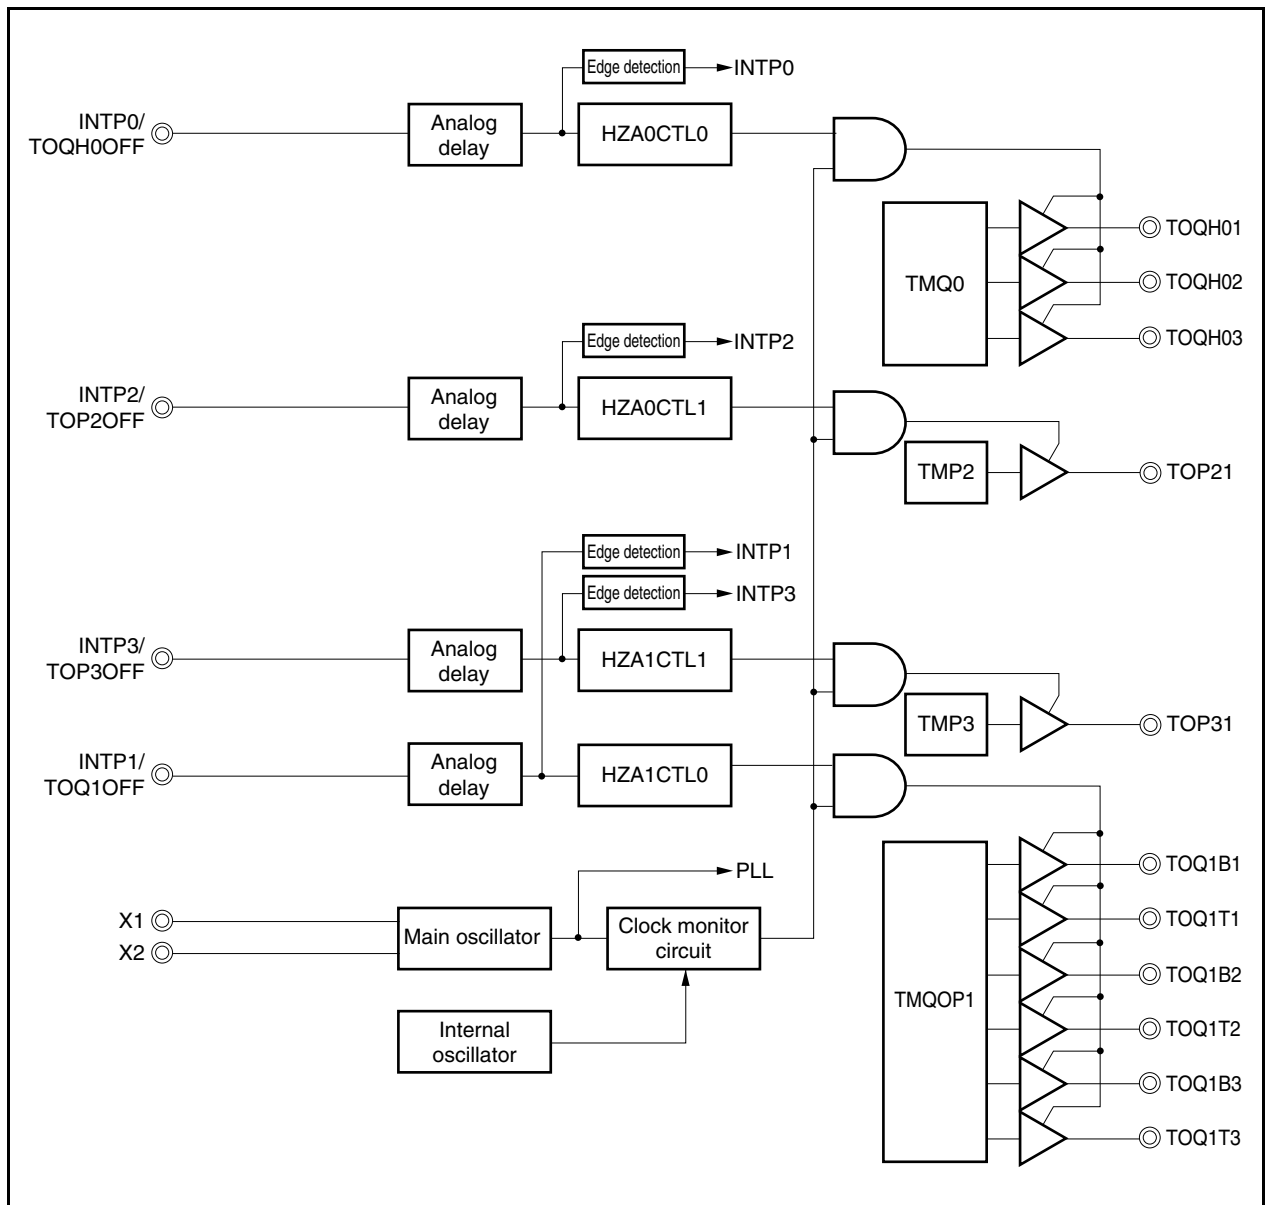 Edge detection
INTP0
INTP0/
TOQH0OFF
Analog
delay
HZA0CTL0
TMQ0
TOQH01
TOQH02
TOQH03
Edge detection
INTP2
INTP2/
TOP2OFF
Analog
delay
HZA0CTL1
TMP2
TOP21
Edge detection
INTP1
Edge detection
INTP3
INTP3/
TOP3OFF
Analog
delay
HZA1CTL1
TMP3
TOP31
INTP1/
TOQ1OFF
Analog
delay
HZA1CTL0
PLL
X1
X2
Main oscillator
Clock monitor
circuit
Internal
oscillator
TMQOP1
TOQ1B1
TOQ1T1
TOQ1B2
TOQ1T2
TOQ1B3
TOQ1T3